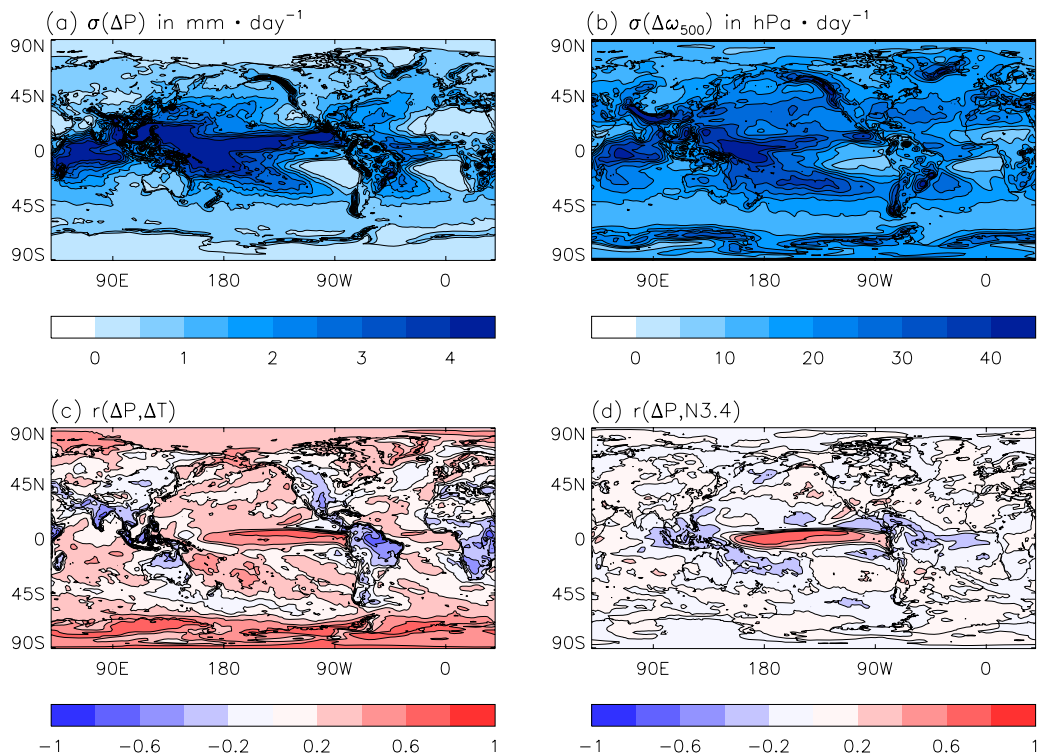 (a) σ(ΔP) in mm • day⁻¹
(b) σ(Δω₅₀₀) in hPa • day⁻¹
90N
45N
0
45S
90S
90E 180 90W 0
90N
45N
0
45S
90S
90E 180 90W 0
0 1 2 3 4
0 10 20 30 40
(c) r(ΔP,ΔT)
(d) r(ΔP,N3.4)
90N
45N
0
45S
90S
90E 180 90W 0
90N
45N
0
45S
90S
90E 180 90W 0
−1 −0.6 −0.2 0.2 0.6 1
−1 −0.6 −0.2 0.2 0.6 1